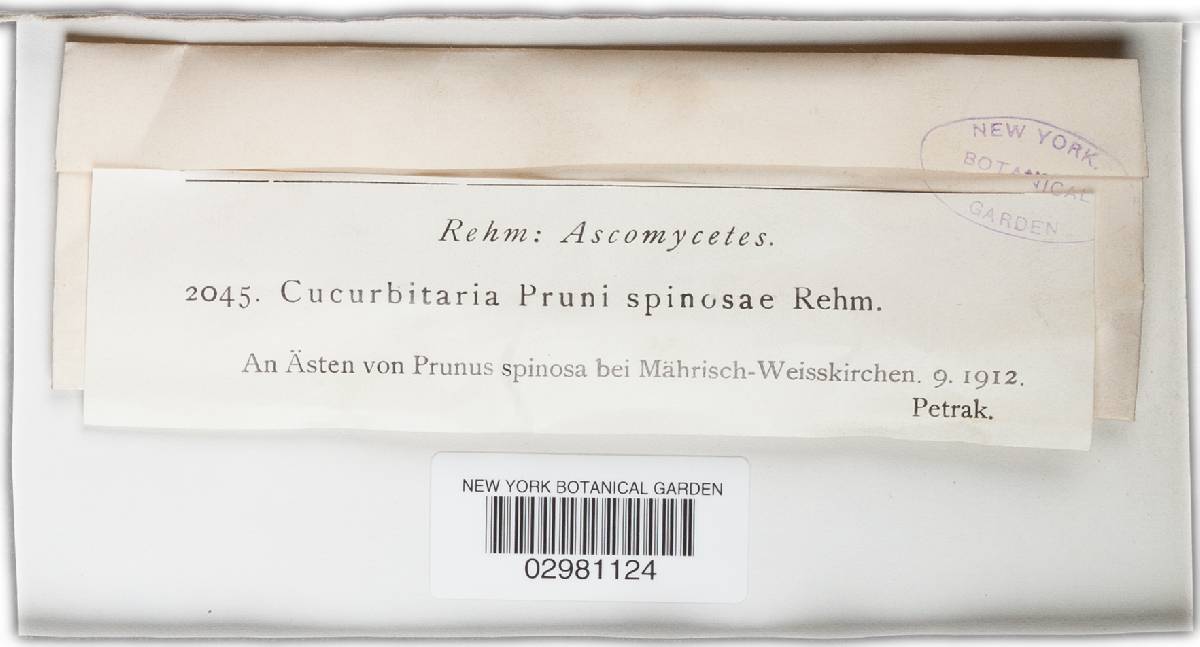 NEW YORK
BOTANICAL
GARDEN
Rehm: Ascomycetes.
2045. Cucurbitaria Pruni spinosae Rehm.
An Ästen von Prunus spinosa bei Mährisch-Weisskirchen. 9. 1912.
Petrak.
NEW YORK BOTANICAL GARDEN
02981124